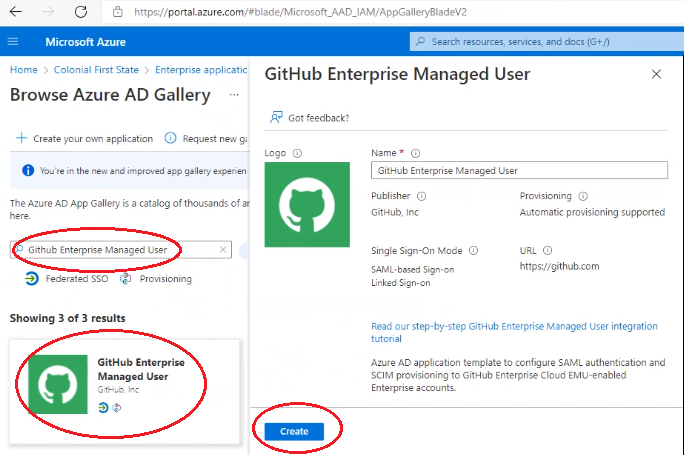 https://portal.azure.com/#blade/Microsoft_AAD_IAM/AppGalleryBladeV2
Microsoft Azure
Search resources, services, and docs (G+/)
Home > Colonial First State > Enterprise applicatio
Browse Azure AD Gallery ...
+ Create your own application
Request new ga
You're in the new and improved app gallery experien
The Azure AD App Gallery is a catalog of thousands of a
here.
Github Enterprise Managed User
Federated SSO
Provisioning
Showing 3 of 3 results
GitHub Enterprise
Managed User
GitHub, Inc
GitHub Enterprise Managed User
Got feedback?
Logo
Name *
GitHub Enterprise Managed User
Publisher
Provisioning
GitHub, Inc
Automatic provisioning supported
Single Sign-On Mode
URL
SAML-based Sign-on
https://github.com
Linked Sign-on
Read our step-by-step GitHub Enterprise Managed User integration
tutorial
Azure AD application template to configure SAML authentication and
SCIM provisioning to GitHub Enterprise Cloud EMU-enabled
Enterprise accounts.
Create